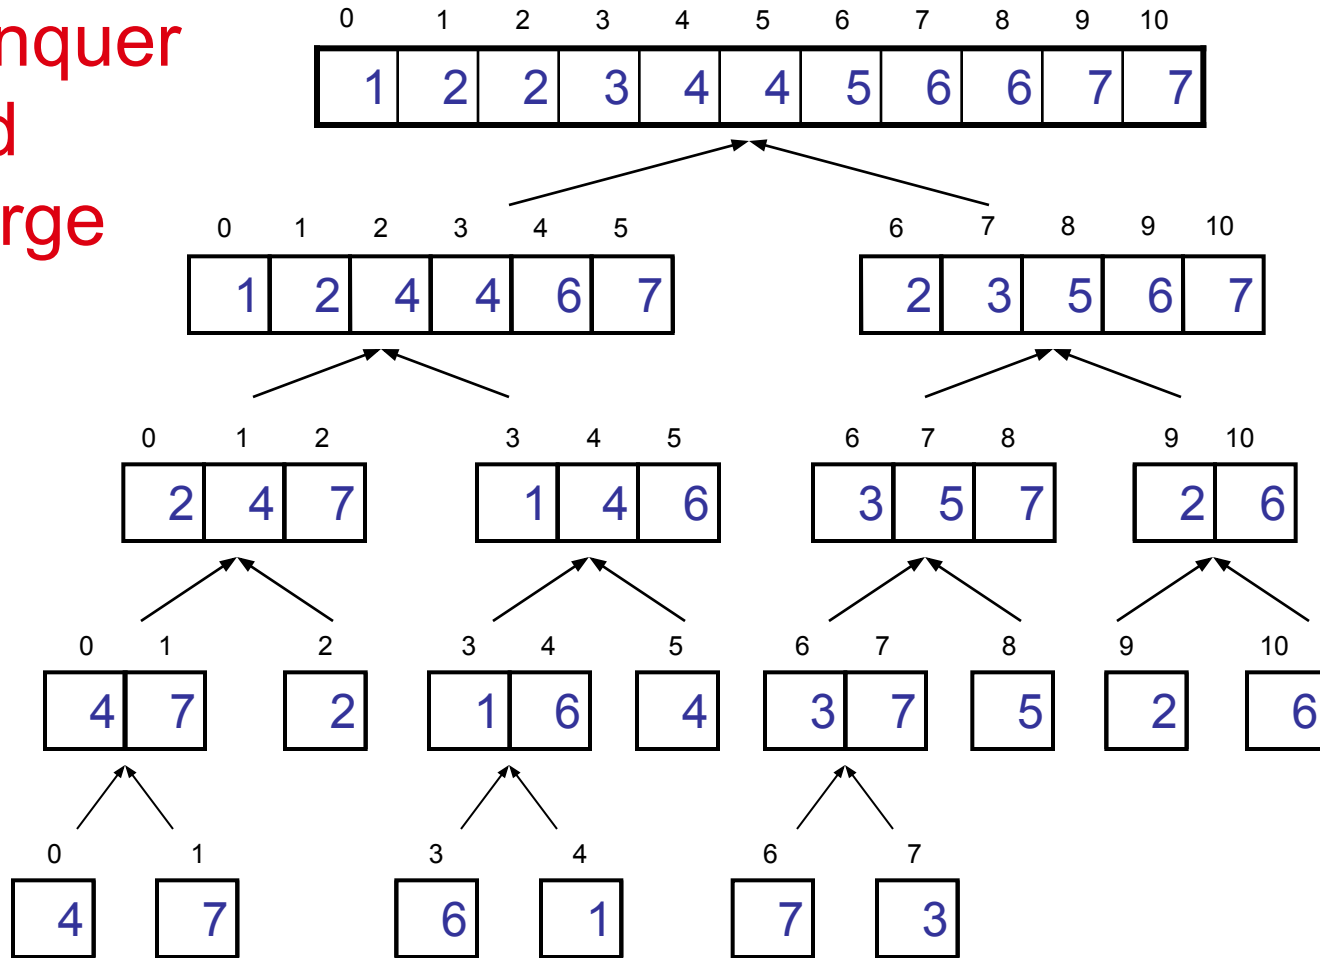 nquer
d
rge
0 1 2 3 4 5 6 7 8 9 10
1 2 2 3 4 4 5 6 6 7 7
0 1 2 3 4 5 6 7 8 9 10
1 2 4 4 6 7 2 3 5 6 7
0 1 2 3 4 5 6 7 8 9 10
2 4 7 1 4 6 3 5 7 2 6
0 1 2 3 4 5 6 7 8 9 10
4 7 2 1 6 4 3 7 5 2 6
0 1 3 4 6 7
4 7 6 1 7 3